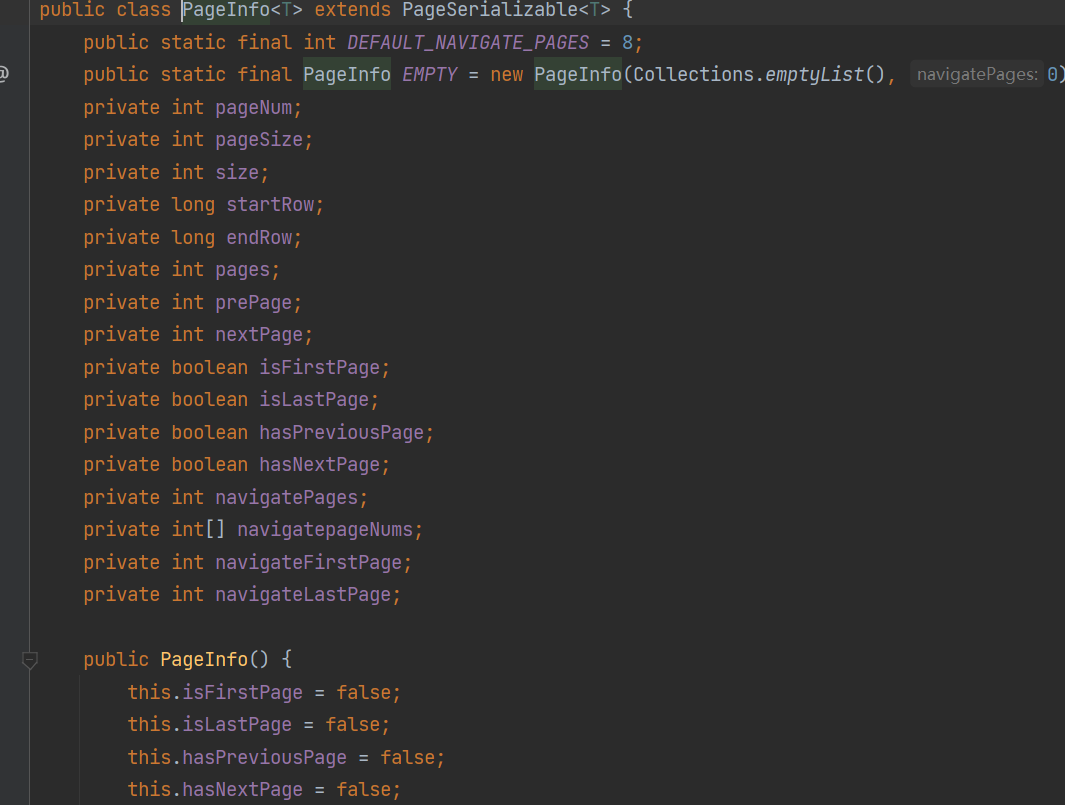 public class PageInfo<T> extends PageSerializable<T> {
public static final int DEFAULT_NAVIGATE_PAGES = 8;
@ public static final PageInfo EMPTY = new PageInfo(Collections.emptyList(), navigatePages: 0)
private int pageNum;
private int pageSize;
private int size;
private long startRow;
private long endRow;
private int pages;
private int prePage;
private int nextPage;
private boolean isFirstPage;
private boolean isLastPage;
private boolean hasPreviousPage;
private boolean hasNextPage;
private int navigatePages;
private int[] navigatepageNums;
private int navigateFirstPage;
private int navigateLastPage;
public PageInfo() {
this.isFirstPage = false;
this.isLastPage = false;
this.hasPreviousPage = false;
this.hasNextPage = false;